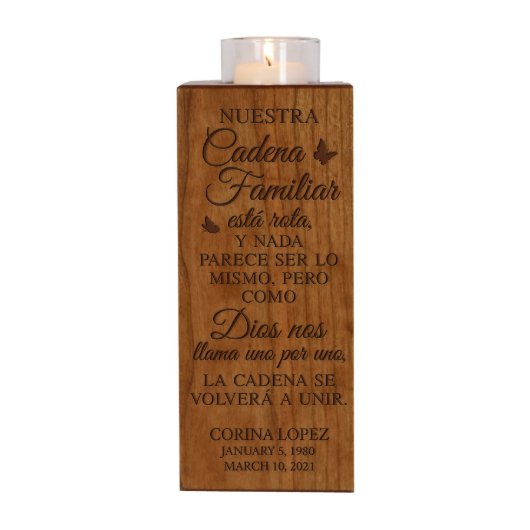 NUESTRA
Cadena
Familiar
está rota,
Y NADA
PARECE SER LO
MISMO, PERO
COMO
Dios nos
llama uno por uno,
LA CADENA SE
VOLVERÁ A UNIR.
CORINA LOPEZ
JANUARY 5, 1980
MARCH 10, 2021